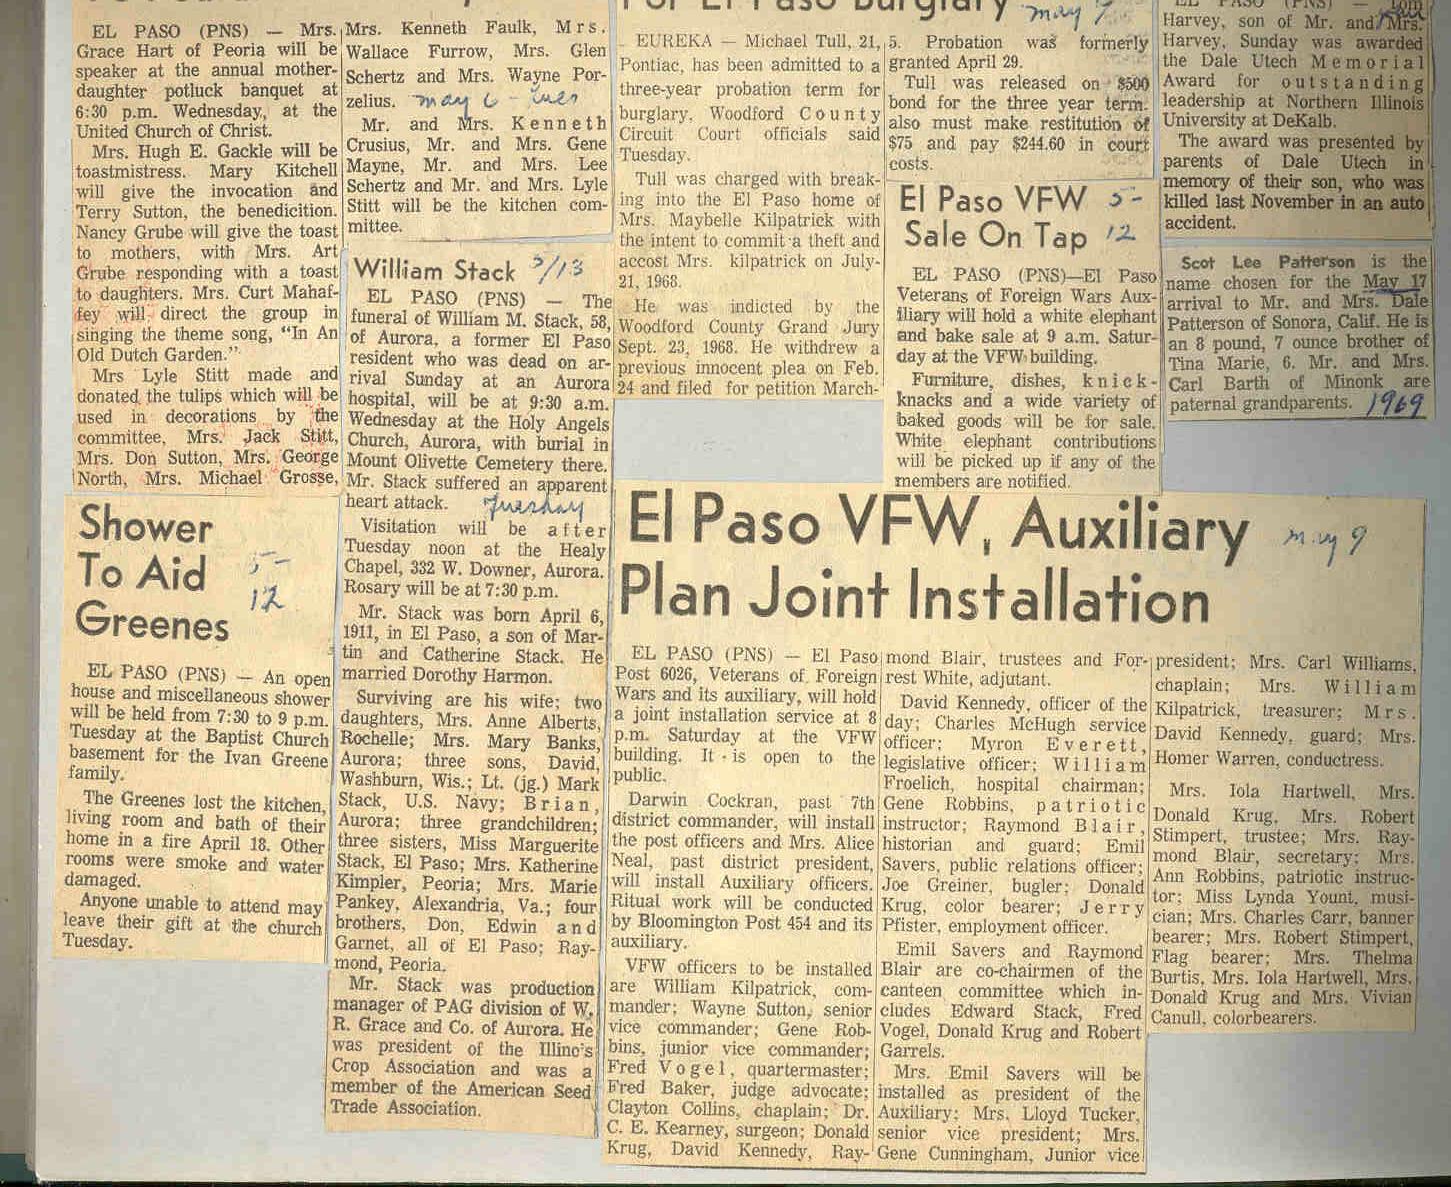 For El Paso Burglary
May 7
EL PASO (PNS) — Mrs.
Grace Hart of Peoria will be
speaker at the annual mother-
daughter potluck banquet at
6:30 p.m. Wednesday, at the
United Church of Christ.
Mrs. Hugh E. Gackle will be
toastmistress. Mary Kitchell
will give the invocation and
Terry Sutton, the benedicition.
Nancy Grube will give the toast
to mothers, with Mrs. Art
Grube responding with a toast
to daughters. Mrs. Curt Mahaf-
fey will direct the group in
singing the theme song, "In An
Old Dutch Garden."
Mrs Lyle Stitt made and
donated the tulips which will be
used in decorations by the
committee, Mrs. Jack Stitt,
Mrs. Don Sutton, Mrs. George
North, Mrs. Michael Grosse,
Mrs. Kenneth Faulk, Mrs.
Wallace Furrow, Mrs. Glen
Schertz and Mrs. Wayne Por-
zelius. May 6 - Tues
Mr. and Mrs. Kenneth
Crusius, Mr. and Mrs. Gene
Mayne, Mr. and Mrs. Lee
Schertz and Mr. and Mrs. Lyle
Stitt will be the kitchen com-
mittee.
EUREKA — Michael Tull, 21,
Pontiac, has been admitted to a
three-year probation term for
burglary, Woodford County
Circuit Court officials said
Tuesday.
Tull was charged with break-
ing into the El Paso home of
Mrs. Maybelle Kilpatrick with
the intent to commit a theft and
accost Mrs. kilpatrick on July
21, 1968.
He was indicted by the
Woodford County Grand Jury
Sept. 23, 1968. He withdrew a
previous innocent plea on Feb.
24 and filed for petition March
5. Probation was formerly
granted April 29.
Tull was released on $500
bond for the three year term.
also must make restitution of
$75 and pay $244.60 in court
costs.
EL PASO (PNS) — Tom
Harvey, son of Mr. and Mrs.
Harvey, Sunday was awarded
the Dale Utech Memorial
Award for outstanding
leadership at Northern Illinois
University at DeKalb.
The award was presented by
parents of Dale Utech in
memory of their son, who was
killed last November in an auto
accident.
William Stack 5/13
EL PASO (PNS) — The
funeral of William M. Stack, 58,
of Aurora, a former El Paso
resident who was dead on ar-
rival Sunday at an Aurora
hospital, will be at 9:30 a.m.
Wednesday at the Holy Angels
Church, Aurora, with burial in
Mount Olivette Cemetery there.
Mr. Stack suffered an apparent
heart attack. Tuesday
Visitation will be after
Tuesday noon at the Healy
Chapel, 332 W. Downer, Aurora.
Rosary will be at 7:30 p.m.
Mr. Stack was born April 6,
1911, in El Paso, a son of Mar-
tin and Catherine Stack. He
married Dorothy Harmon.
Surviving are his wife; two
daughters, Mrs. Anne Alberts,
Rochelle; Mrs. Mary Banks,
Aurora; three sons, David,
Washburn, Wis.; Lt. (jg.) Mark
Stack, U.S. Navy; Brian,
Aurora; three grandchildren;
three sisters, Miss Marguerite
Stack, El Paso; Mrs. Katherine
Kimpler, Peoria; Mrs. Marie
Pankey, Alexandria, Va.; four
brothers, Don, Edwin and
Garnet, all of El Paso; Ray-
mond, Peoria.
Mr. Stack was production
manager of PAG division of W.
R. Grace and Co. of Aurora. He
was president of the Illinois
Crop Association and was a
member of the American Seed
Trade Association.
El Paso VFW 5-
Sale On Tap 12
EL PASO (PNS)—El Paso
Veterans of Foreign Wars Aux-
iliary will hold a white elephant
and bake sale at 9 a.m. Satur-
day at the VFW building.
Furniture, dishes, knick-
knacks and a wide variety of
baked goods will be for sale.
White elephant contributions
will be picked up if any of the
members are notified.
Scot Lee Patterson is the
name chosen for the May 17
arrival to Mr. and Mrs. Dale
Patterson of Sonora, Calif. He is
an 8 pound, 7 ounce brother of
Tina Marie, 6. Mr. and Mrs.
Carl Barth of Minonk are
paternal grandparents. 1969
Shower
To Aid
Greenes
5-
12
EL PASO (PNS) — An open
house and miscellaneous shower
will be held from 7:30 to 9 p.m.
Tuesday at the Baptist Church
basement for the Ivan Greene
family.
The Greenes lost the kitchen,
living room and bath of their
home in a fire April 18. Other
rooms were smoke and water
damaged.
Anyone unable to attend may
leave their gift at the church
Tuesday.
El Paso VFW, Auxiliary
Plan Joint Installation
May 9
EL PASO (PNS) — El Paso
Post 6026, Veterans of Foreign
Wars and its auxiliary, will hold
a joint installation service at 8
p.m. Saturday at the VFW
building. It is open to the
public.
Darwin Cockran, past 7th
district commander, will install
the post officers and Mrs. Alice
Neal, past district president,
will install Auxiliary officers.
Ritual work will be conducted
by Bloomington Post 454 and its
auxiliary.
VFW officers to be installed
are William Kilpatrick, com-
mander; Wayne Sutton, senior
vice commander; Gene Rob-
bins, junior vice commander;
Fred Vogel, quartermaster;
Fred Baker, judge advocate;
Clayton Collins, chaplain; Dr.
C. E. Kearney, surgeon; Donald
Krug, David Kennedy, Ray-
mond Blair, trustees and For-
rest White, adjutant.
David Kennedy, officer of the
day; Charles McHugh service
officer; Myron Everett,
legislative officer; William
Froelich, hospital chairman;
Gene Robbins, patriotic
instructor; Raymond Blair,
historian and guard; Emil
Savers, public relations officer;
Joe Greiner, bugler; Donald
Krug, color bearer; Jerry
Pfister, employment officer.
Emil Savers and Raymond
Blair are co-chairmen of the
canteen committee which in-
cludes Edward Stack, Fred
Vogel, Donald Krug and Robert
Garrels.
Mrs. Emil Savers will be
installed as president of the
Auxiliary; Mrs. Lloyd Tucker,
senior vice president; Mrs.
Gene Cunningham, Junior vice
president; Mrs. Carl Williams,
chaplain; Mrs. William
Kilpatrick, treasurer; Mrs.
David Kennedy, guard; Mrs.
Homer Warren, conductress.
Mrs. Iola Hartwell, Mrs.
Donald Krug, Mrs. Robert
Stimpert, trustee; Mrs. Ray-
mond Blair, secretary; Mrs.
Ann Robbins, patriotic instruc-
tor; Miss Lynda Yount, musi-
cian; Mrs. Charles Carr, banner
bearer; Mrs. Robert Stimpert,
Flag bearer; Mrs. Thelma
Burtis, Mrs. Iola Hartwell, Mrs.
Donald Krug and Mrs. Vivian
Canull, colorbearers.